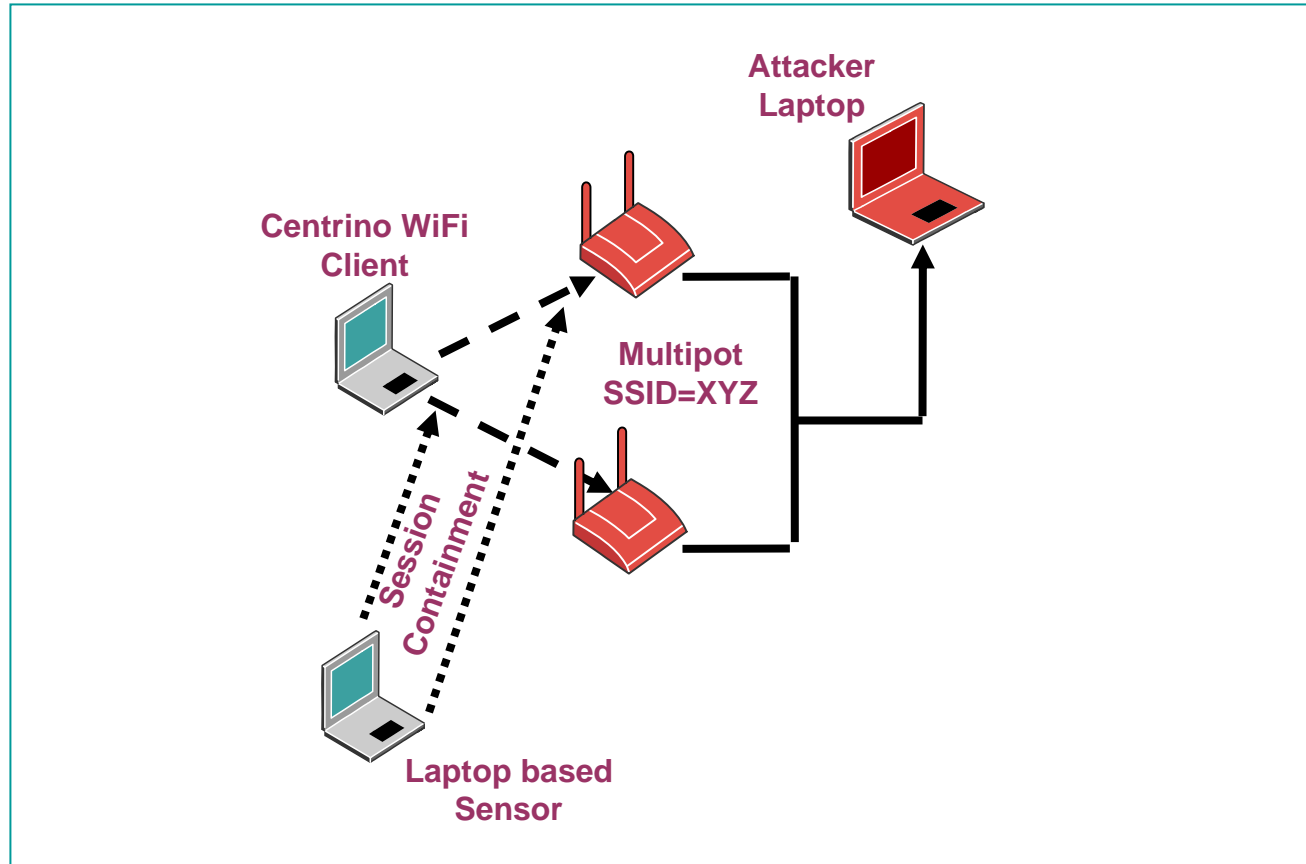 Attacker
Laptop
Centrino WiFi
Client
Multipot
SSID=XYZ
Session
Containment
Laptop based
Sensor